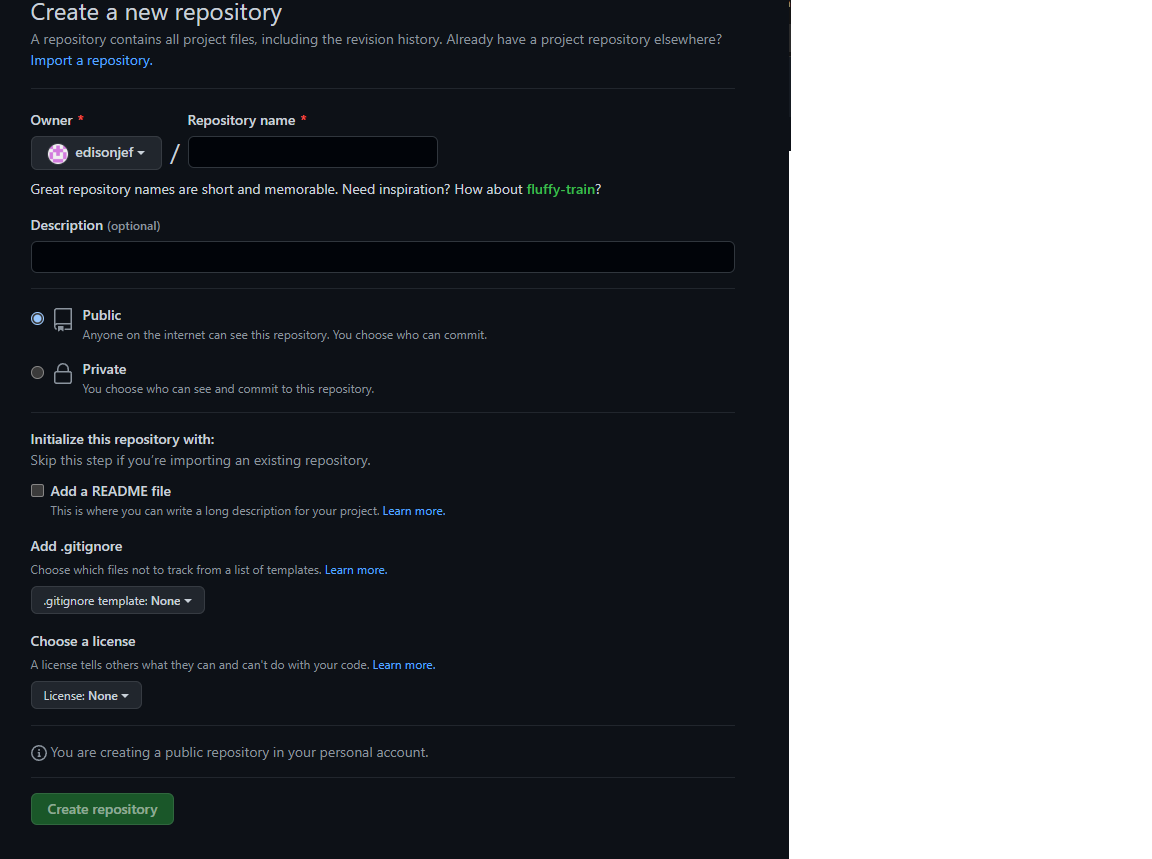 Create a new repository
A repository contains all project files, including the revision history. Already have a project repository elsewhere?
Import a repository.
Owner * Repository name *
edisonjef /
Great repository names are short and memorable. Need inspiration? How about fluffy-train?
Description (optional)
Public
Anyone on the internet can see this repository. You choose who can commit.
Private
You choose who can see and commit to this repository.
Initialize this repository with:
Skip this step if you're importing an existing repository.
Add a README file
This is where you can write a long description for your project. Learn more.
Add .gitignore
Choose which files not to track from a list of templates. Learn more.
.gitignore template: None
Choose a license
A license tells others what they can and can't do with your code. Learn more.
License: None
You are creating a public repository in your personal account.
Create repository